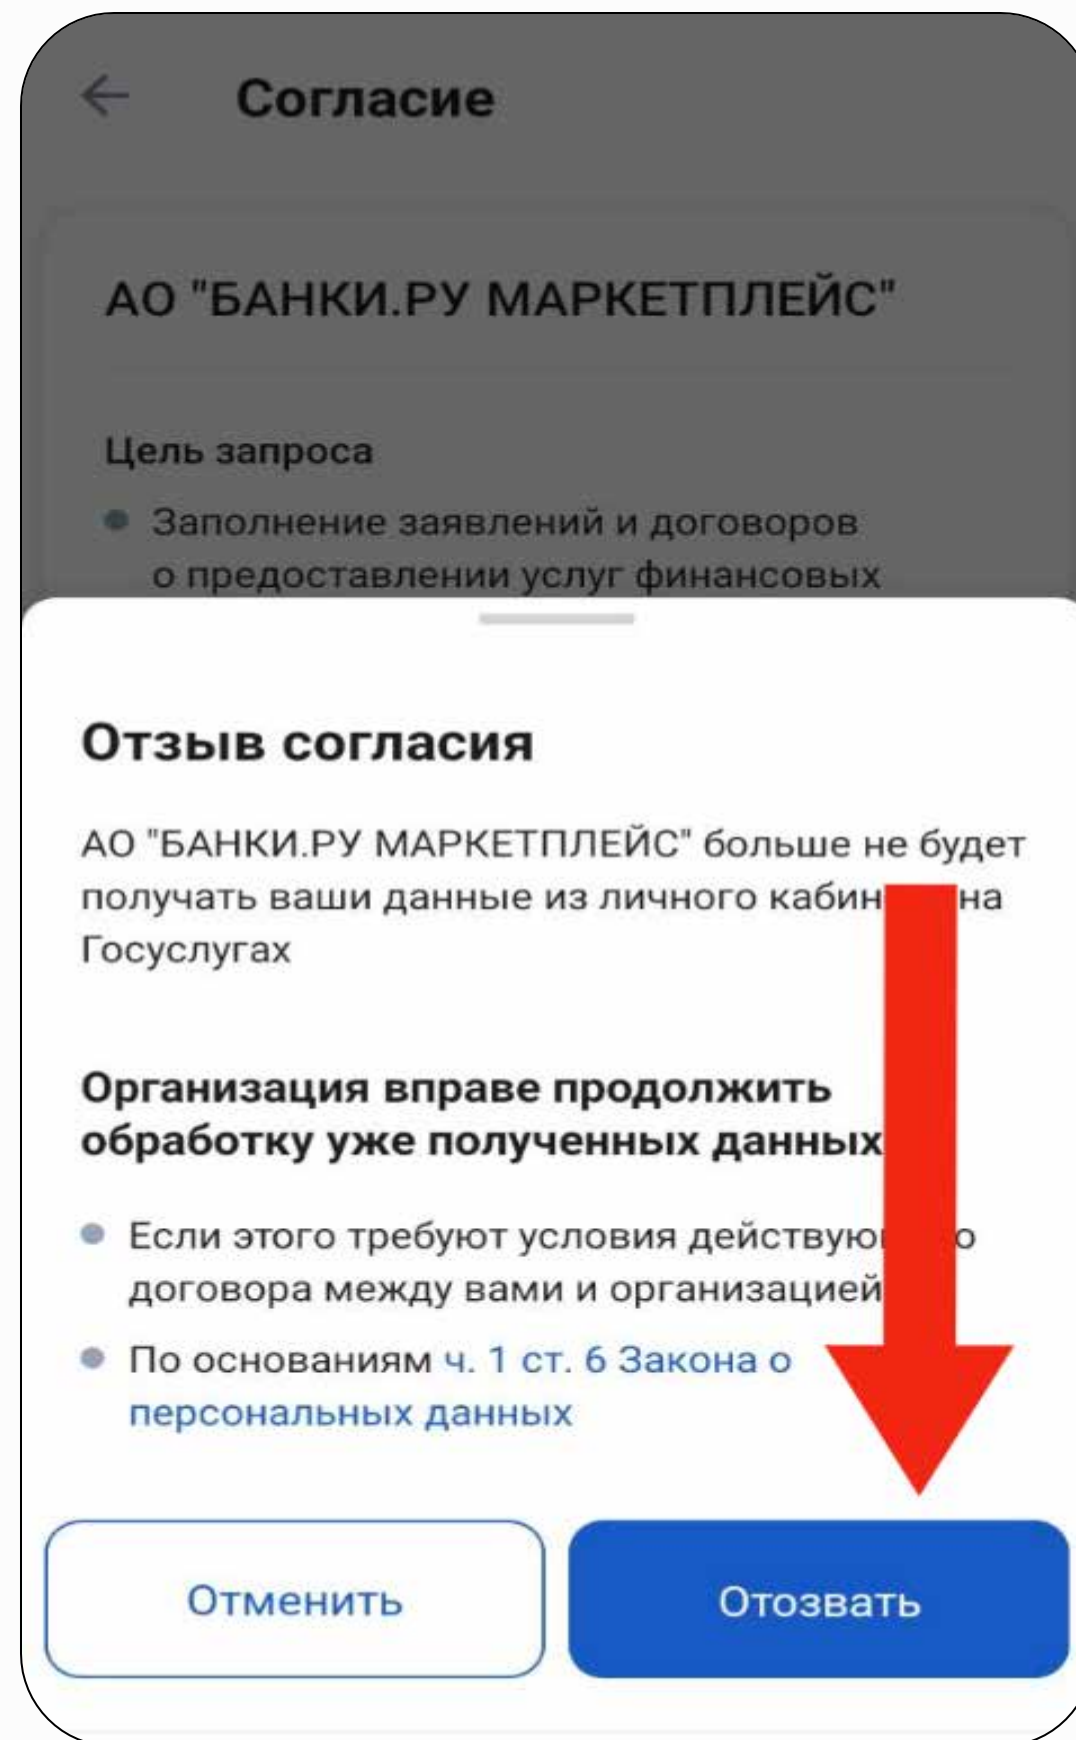 Согласие
АО "БАНКИ.РУ МАРКЕТПЛЕЙС"
Цель запроса
Заполнение заявлений и договоров
о предоставлении услуг финансовых
Отзыв согласия
АО "БАНКИ.РУ МАРКЕТПЛЕЙС" больше не будет
получать ваши данные из личного на
Госуслугах
Организация вправе продолжить
обработку уже полученных данных
Если этого требуют условия
договора между вами и организацией
По основаниям ч. 1 ст. 6 Закона о
персональных данных
Отменить
Отозвать